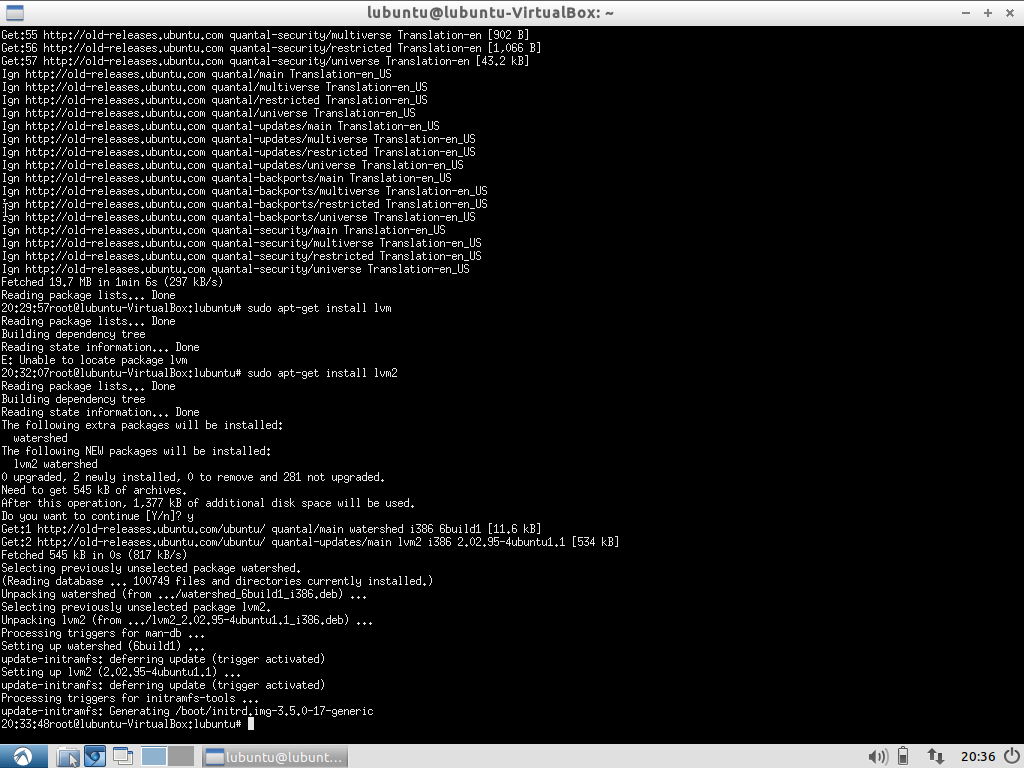 lubuntu@lubuntu-VirtualBox: ~
Get:55 http://old-releases.ubuntu.com quantal-security/multiverse Translation-en [902 B]
Get:56 http://old-releases.ubuntu.com quantal-security/restricted Translation-en [1,066 B]
Get:57 http://old-releases.ubuntu.com quantal-security/universe Translation-en [43.2 kB]
Ign http://old-releases.ubuntu.com quantal/main Translation-en_US
Ign http://old-releases.ubuntu.com quantal/multiverse Translation-en_US
Ign http://old-releases.ubuntu.com quantal/restricted Translation-en_US
Ign http://old-releases.ubuntu.com quantal/universe Translation-en_US
Ign http://old-releases.ubuntu.com quantal-updates/main Translation-en_US
Ign http://old-releases.ubuntu.com quantal-updates/multiverse Translation-en_US
Ign http://old-releases.ubuntu.com quantal-updates/restricted Translation-en_US
Ign http://old-releases.ubuntu.com quantal-updates/universe Translation-en_US
Ign http://old-releases.ubuntu.com quantal-backports/main Translation-en_US
Ign http://old-releases.ubuntu.com quantal-backports/multiverse Translation-en_US
Ign http://old-releases.ubuntu.com quantal-backports/restricted Translation-en_US
Ign http://old-releases.ubuntu.com quantal-backports/universe Translation-en_US
Ign http://old-releases.ubuntu.com quantal-security/main Translation-en_US
Ign http://old-releases.ubuntu.com quantal-security/multiverse Translation-en_US
Ign http://old-releases.ubuntu.com quantal-security/restricted Translation-en_US
Ign http://old-releases.ubuntu.com quantal-security/universe Translation-en_US
Fetched 19.7 MB in 1min 6s (297 kB/s)
Reading package lists... Done
20:29:57root@lubuntu-VirtualBox:lubuntu# sudo apt-get install lvm
Reading package lists... Done
Building dependency tree
Reading state information... Done
E: Unable to locate package lvm
20:32:07root@lubuntu-VirtualBox:lubuntu# sudo apt-get install lvm2
Reading package lists... Done
Building dependency tree
Reading state information... Done
The following extra packages will be installed:
  watershed
The following NEW packages will be installed:
  lvm2 watershed
0 upgraded, 2 newly installed, 0 to remove and 281 not upgraded.
Need to get 545 kB of archives.
After this operation, 1,377 kB of additional disk space will be used.
Do you want to continue [Y/n]? y
Get:1 http://old-releases.ubuntu.com/ubuntu/ quantal/main watershed i386 6build1 [11.6 kB]
Get:2 http://old-releases.ubuntu.com/ubuntu/ quantal-updates/main lvm2 i386 2.02.95-4ubuntu1.1 [534 kB]
Fetched 545 kB in 0s (817 kB/s)
Selecting previously unselected package watershed.
(Reading database ... 100749 files and directories currently installed.)
Unpacking watershed (from .../watershed_6build1_i386.deb) ...
Selecting previously unselected package lvm2.
Unpacking lvm2 (from .../lvm2_2.02.95-4ubuntu1.1_i386.deb) ...
Processing triggers for man-db ...
Setting up watershed (6build1) ...
update-initramfs: deferring update (trigger activated)
Setting up lvm2 (2.02.95-4ubuntu1.1) ...
update-initramfs: deferring update (trigger activated)
Processing triggers for initramfs-tools ...
update-initramfs: Generating /boot/initrd.img-3.5.0-17-generic
20:33:48root@lubuntu-VirtualBox:lubuntu#
lubuntu@lubunt... 20:36